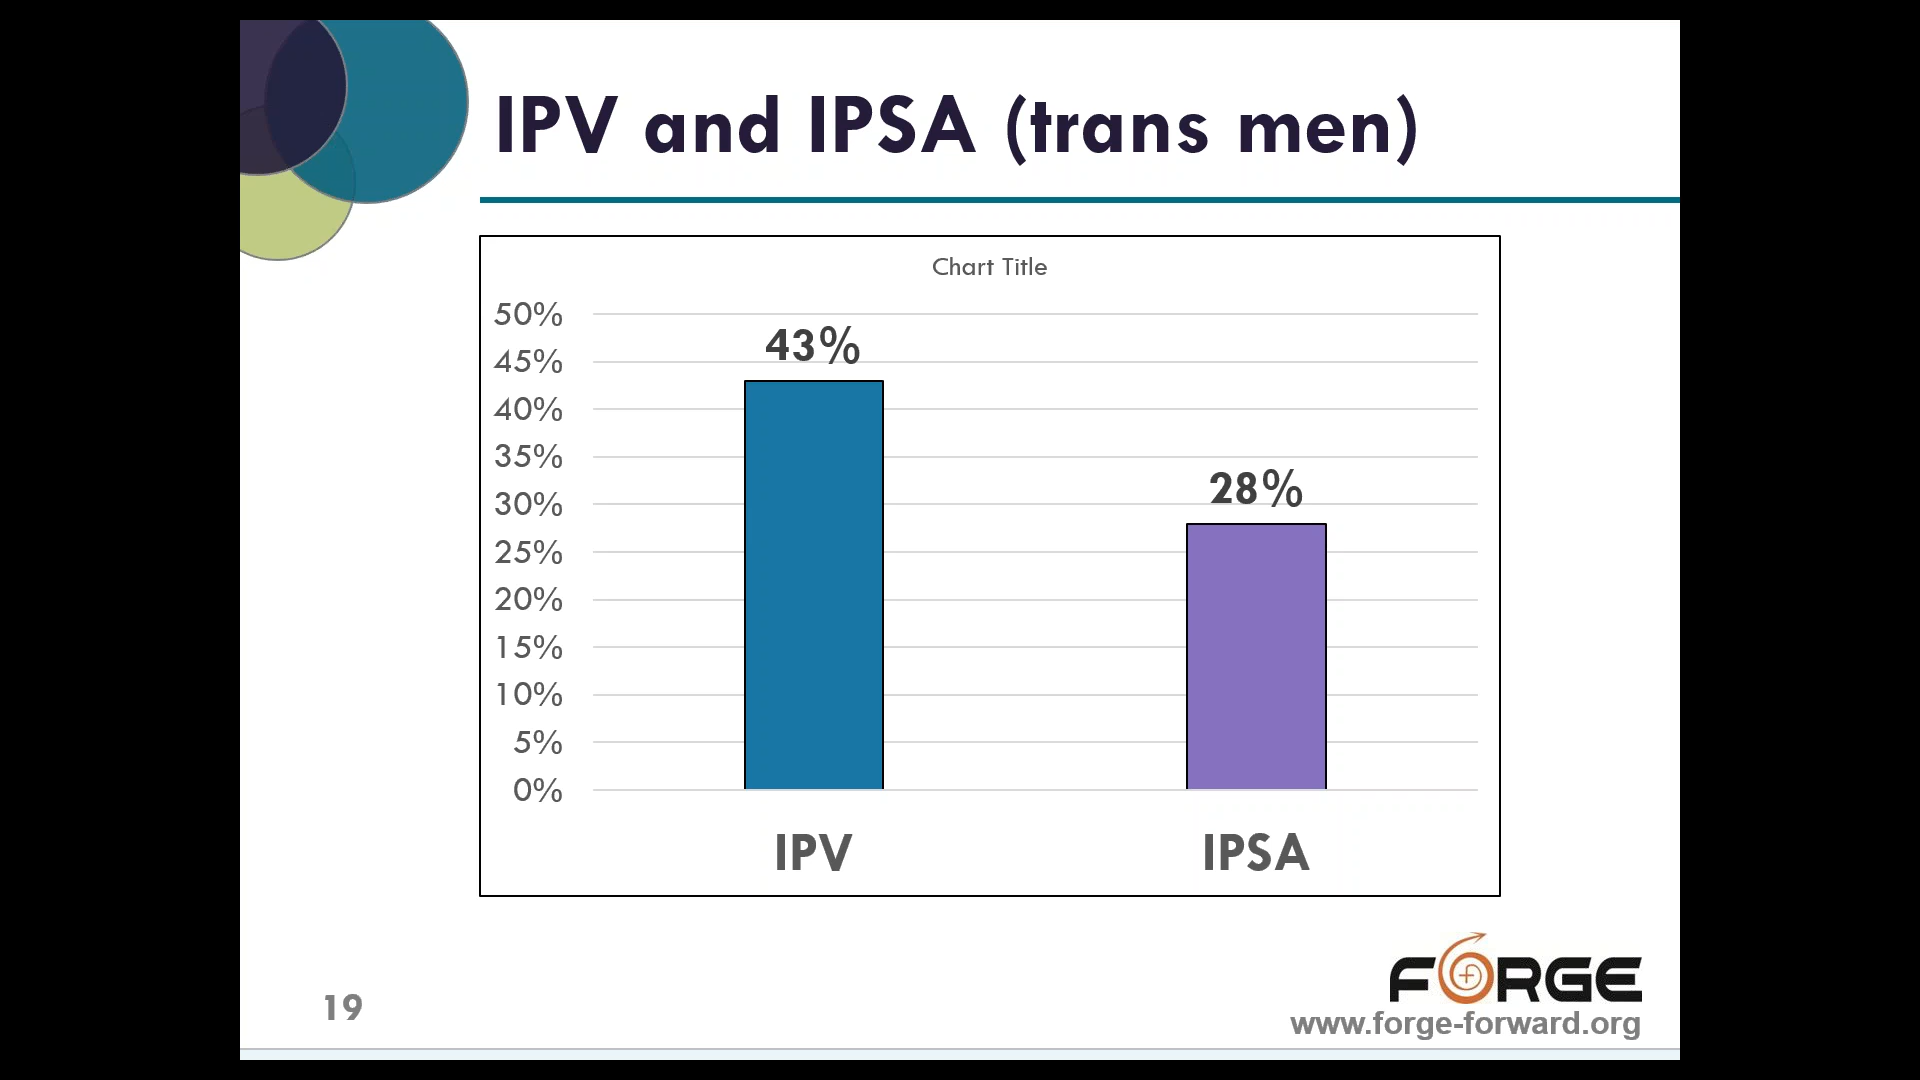 IPV and IPSA (trans men)
Chart Title
50%
45%
40%
35%
30%
25%
20%
15%
10%
5%
0%
43%
28%
IPV
IPSA
19
FORGE
www.forge-forward.org